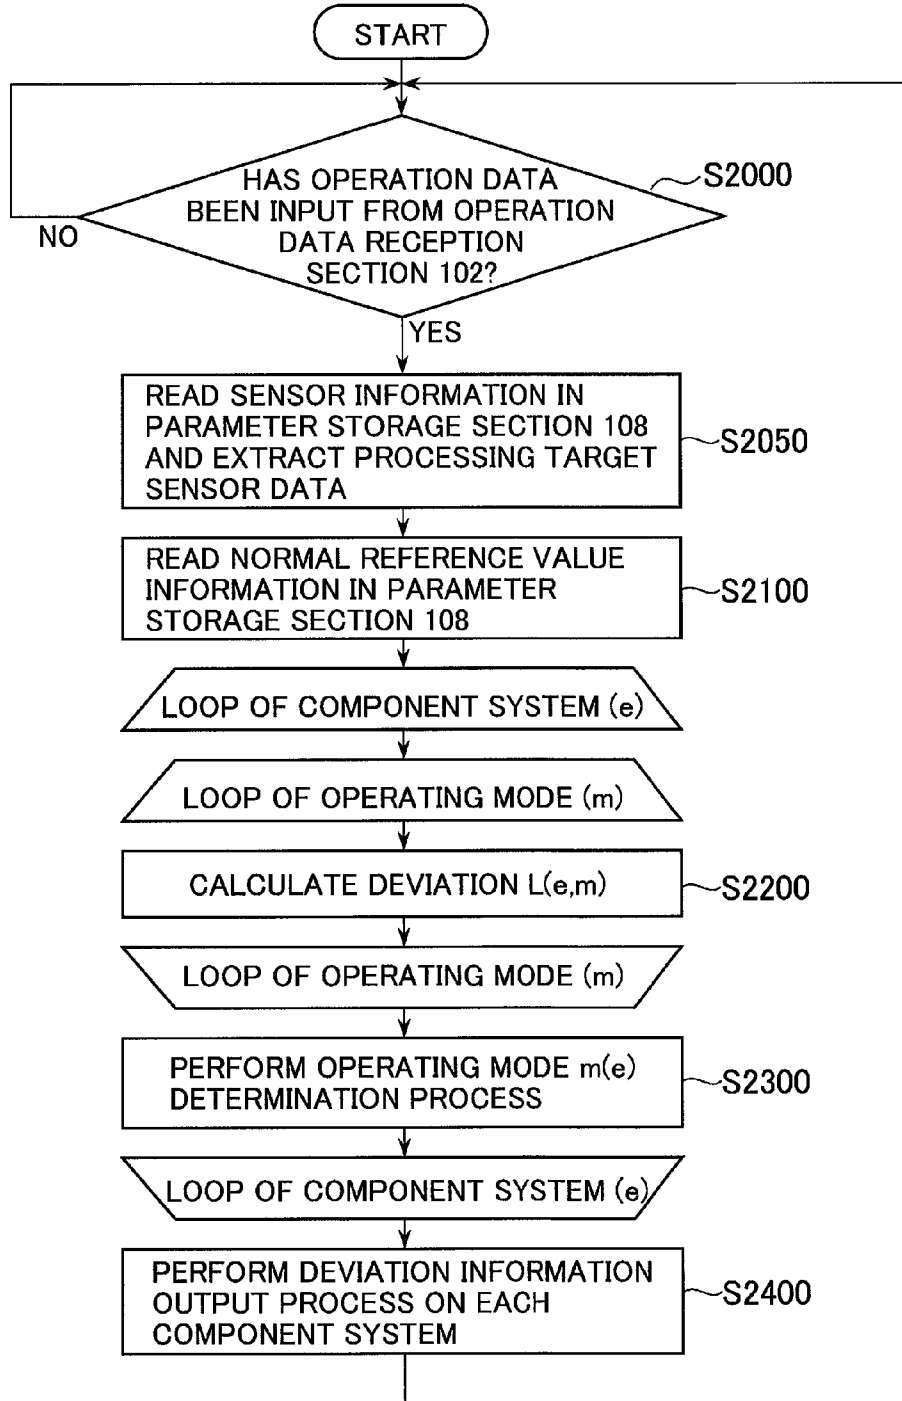 START
HAS OPERATION DATA
BEEN INPUT FROM OPERATION
DATA RECEPTION
SECTION 102?
S2000
NO
YES
READ SENSOR INFORMATION IN
PARAMETER STORAGE SECTION 108
AND EXTRACT PROCESSING TARGET
SENSOR DATA
S2050
READ NORMAL REFERENCE VALUE
INFORMATION IN PARAMETER
STORAGE SECTION 108
S2100
LOOP OF COMPONENT SYSTEM (e)
LOOP OF OPERATING MODE (m)
CALCULATE DEVIATION L(e,m)
S2200
LOOP OF OPERATING MODE (m)
PERFORM OPERATING MODE m(e)
DETERMINATION PROCESS
S2300
LOOP OF COMPONENT SYSTEM (e)
PERFORM DEVIATION INFORMATION
OUTPUT PROCESS ON EACH
COMPONENT SYSTEM
S2400